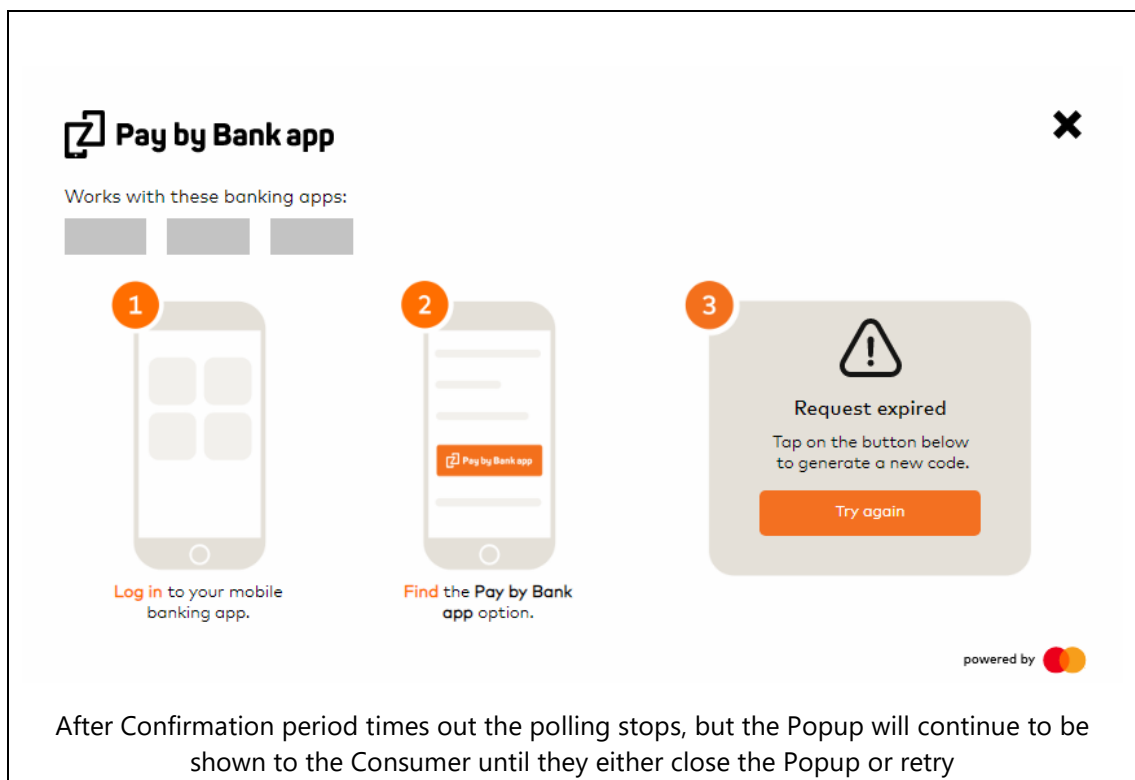 Pay by Bank app
Works with these banking apps:
1
2
3
Pay by Bank app
Request expired
Tap on the button below
to generate a new code.
Try again
Log in to your mobile
banking app.
Find the Pay by Bank
app option.
powered by
After Confirmation period times out the polling stops, but the Popup will continue to be
shown to the Consumer until they either close the Popup or retry